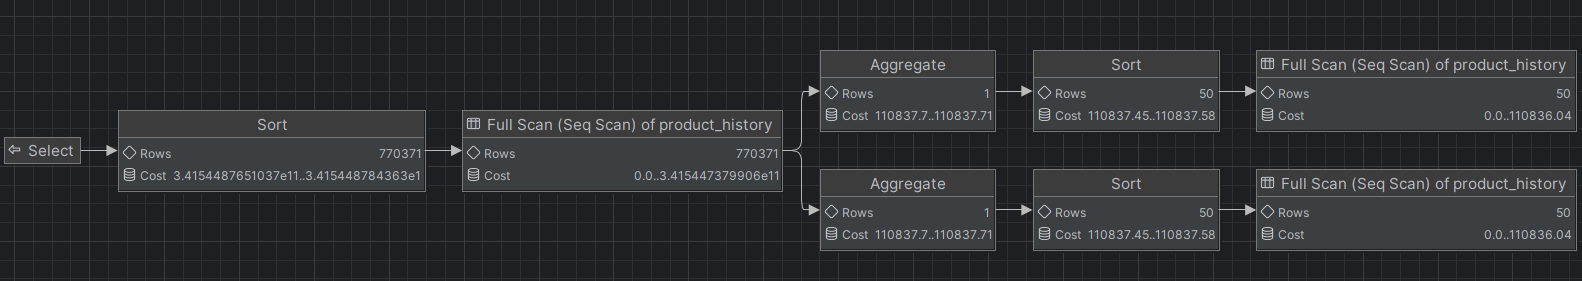 Select
Sort
Rows 770371
Cost 3.4154487651037e11..3.415448784363e1
Full Scan (Seq Scan) of product_history
Rows 770371
Cost 0.0..3.415447379906e11
Aggregate
Rows 1
Cost 110837.7..110837.71
Sort
Rows 50
Cost 110837.45..110837.58
Full Scan (Seq Scan) of product_history
Rows 50
Cost 0.0..110836.04
Aggregate
Rows 1
Cost 110837.7..110837.71
Sort
Rows 50
Cost 110837.45..110837.58
Full Scan (Seq Scan) of product_history
Rows 50
Cost 0.0..110836.04